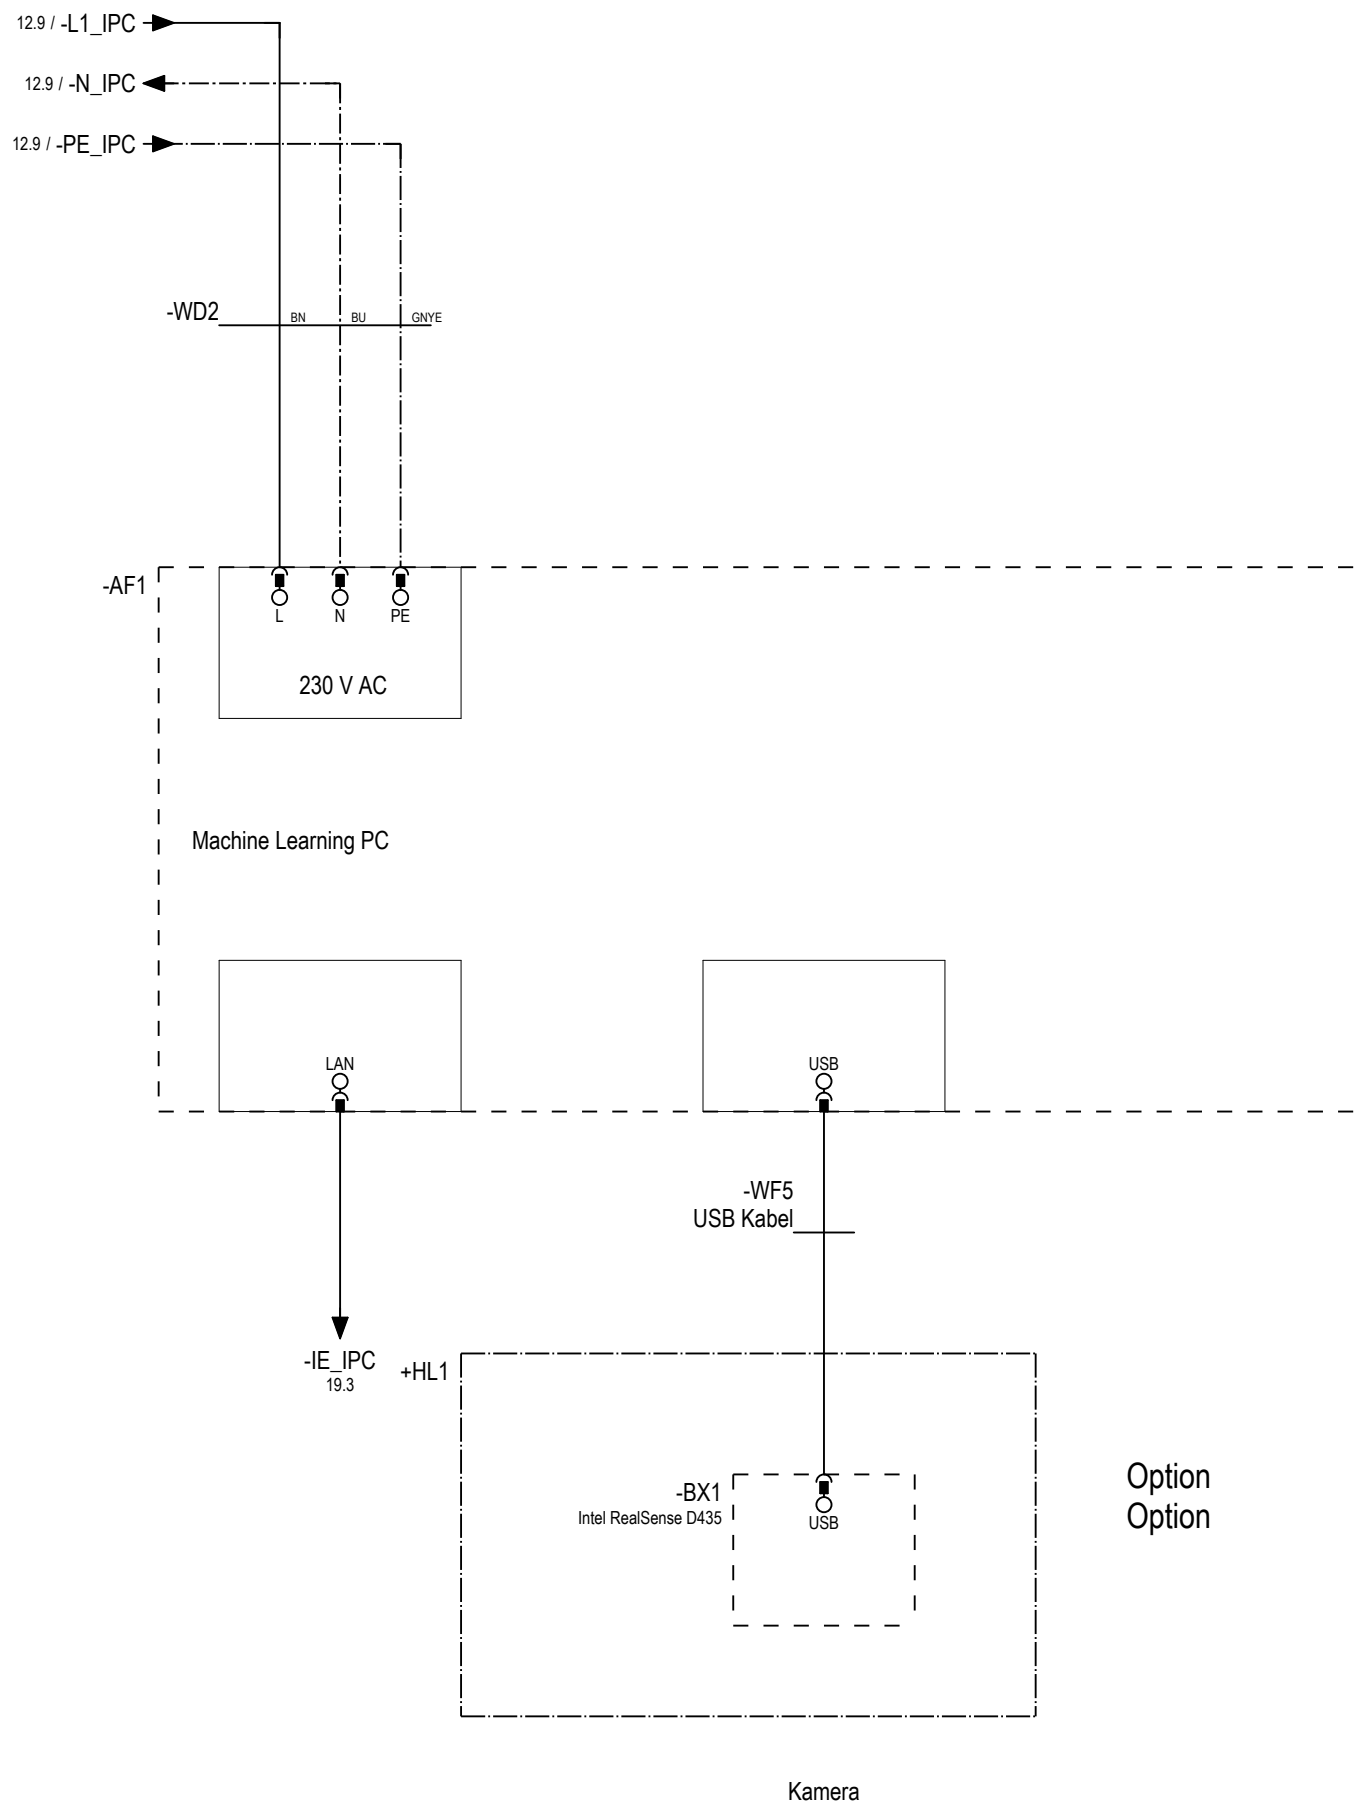 12.9 / -L1_IPC
12.9 / -N_IPC
12.9 / -PE_IPC
-WD2
BN BU GNYE
-AF1
L N PE
230 V AC
Machine Learning PC
LAN USB
-WF5
USB Kabel
-IE_IPC
19.3
+HL1
-BX1
Intel RealSense D435
USB
Option
Option
Kamera